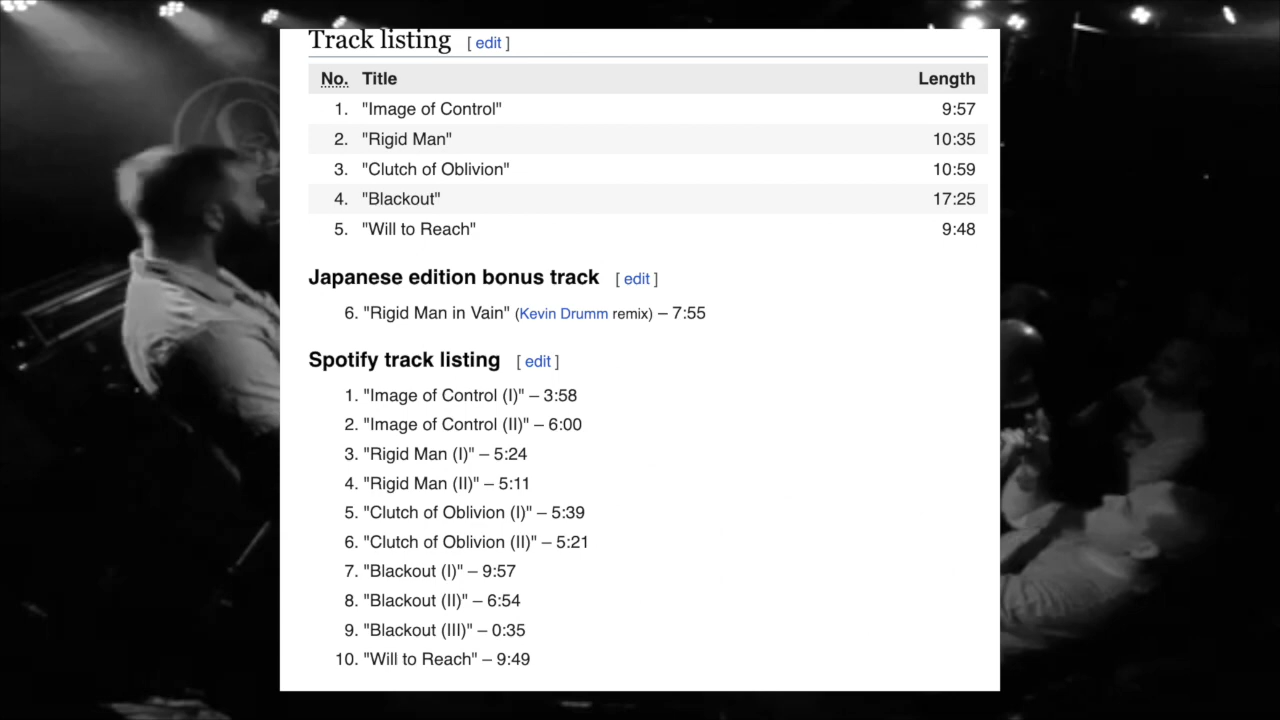 Track listing [ edit ]
No. Title Length
1. "Image of Control" 9:57
2. "Rigid Man" 10:35
3. "Clutch of Oblivion" 10:59
4. "Blackout" 17:25
5. "Will to Reach" 9:48
Japanese edition bonus track [ edit ]
6. "Rigid Man in Vain" (Kevin Drumm remix) – 7:55
Spotify track listing [ edit ]
1. "Image of Control (I)" – 3:58
2. "Image of Control (II)" – 6:00
3. "Rigid Man (I)" – 5:24
4. "Rigid Man (II)" – 5:11
5. "Clutch of Oblivion (I)" – 5:39
6. "Clutch of Oblivion (II)" – 5:21
7. "Blackout (I)" – 9:57
8. "Blackout (II)" – 6:54
9. "Blackout (III)" – 0:35
10. "Will to Reach" – 9:49